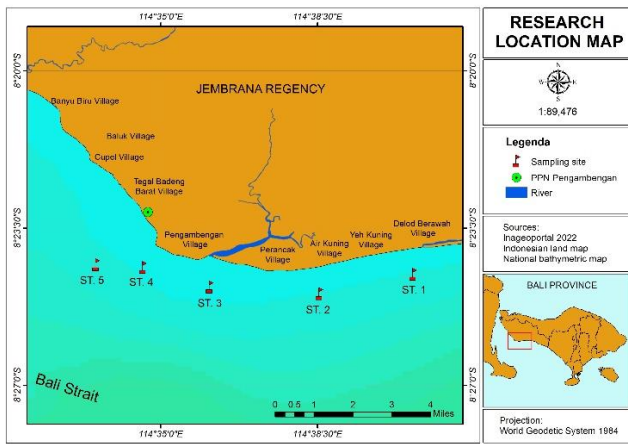 114°35'0"E
114°38'30"E
8°20'0"S
8°20'0"S
JEMBRANA REGENCY
Banyu Biru Village
Baluk Village
Cupel Village
Tegal Badeng
Barat Village
Pengambengan
Village
Perancak
Village
Air Kuning
Village
Yeh Kuning
Village
Delod Berawah
Village
8°23'30"S
8°23'30"S
ST. 5
ST. 4
ST. 3
ST. 2
ST. 1
8°27'0"S
8°27'0"S
Bali Strait
0 0.5 1 2 3 4
Miles
114°35'0"E
114°38'30"E
RESEARCH
LOCATION MAP
N
W E
S
1:89,476
Legenda
Sampling site
PPN Pengambengan
River
Sources:
Inageoportal 2022
Indonesian land map
National bathymetric map
BALI PROVINCE
Projection:
World Geodetic System 1984